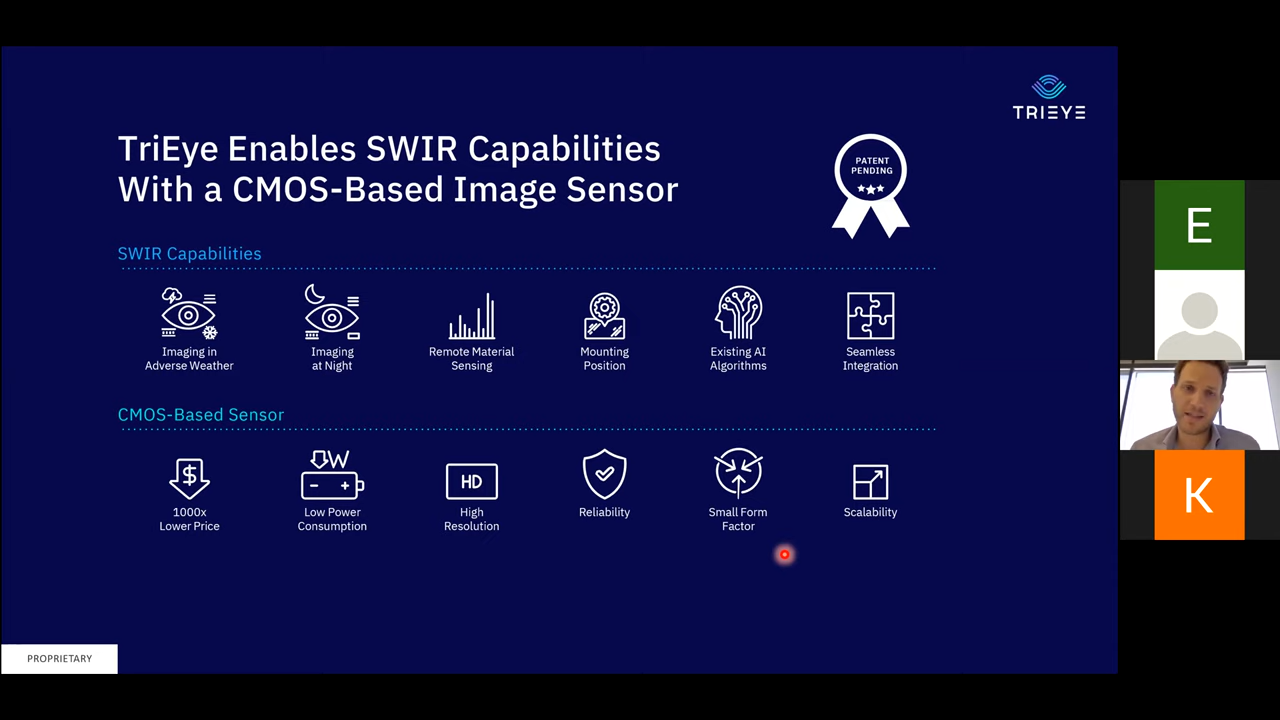 TRIEYE
TriEye Enables SWIR Capabilities
With a CMOS-Based Image Sensor
PATENT
PENDING
SWIR Capabilities
Imaging in
Adverse Weather
Imaging
at Night
Remote Material
Sensing
Mounting
Position
Existing AI
Algorithms
Seamless
Integration
CMOS-Based Sensor
$
W
HD
1000x
Lower Price
Low Power
Consumption
High
Resolution
Reliability
Small Form
Factor
Scalability
PROPRIETARY
E
K